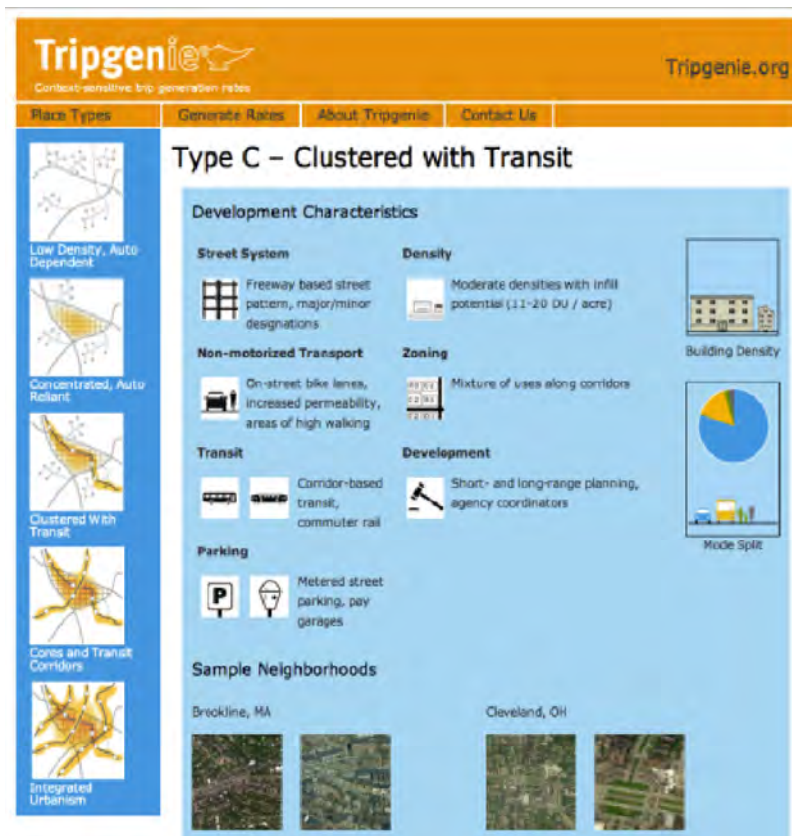 Tripgenie
Context-sensitive trip generation rates
Tripgenie.org
Place Types
Generate Rates
About Tripgenie
Contact Us
Low Density, Auto
Dependent
Concentrated, Auto
Reliant
Clustered With
Transit
Cores and Transit
Corridors
Integrated
Urbanism
Type C – Clustered with Transit
Development Characteristics
Street System
Freeway based street
pattern, major/minor
designations
Density
Moderate densities with infill
potential (11-20 DU / acre)
Non-motorized Transport
On-street bike lanes,
increased permeability,
areas of high walking
Zoning
Mixture of uses along corridors
Transit
Corridor-based
transit,
commuter rail
Development
Short- and long-range planning,
agency coordinators
Parking
P
Metered street
parking, pay
garages
Building Density
Mode Split
Sample Neighborhoods
Brookline, MA
Cleveland, OH